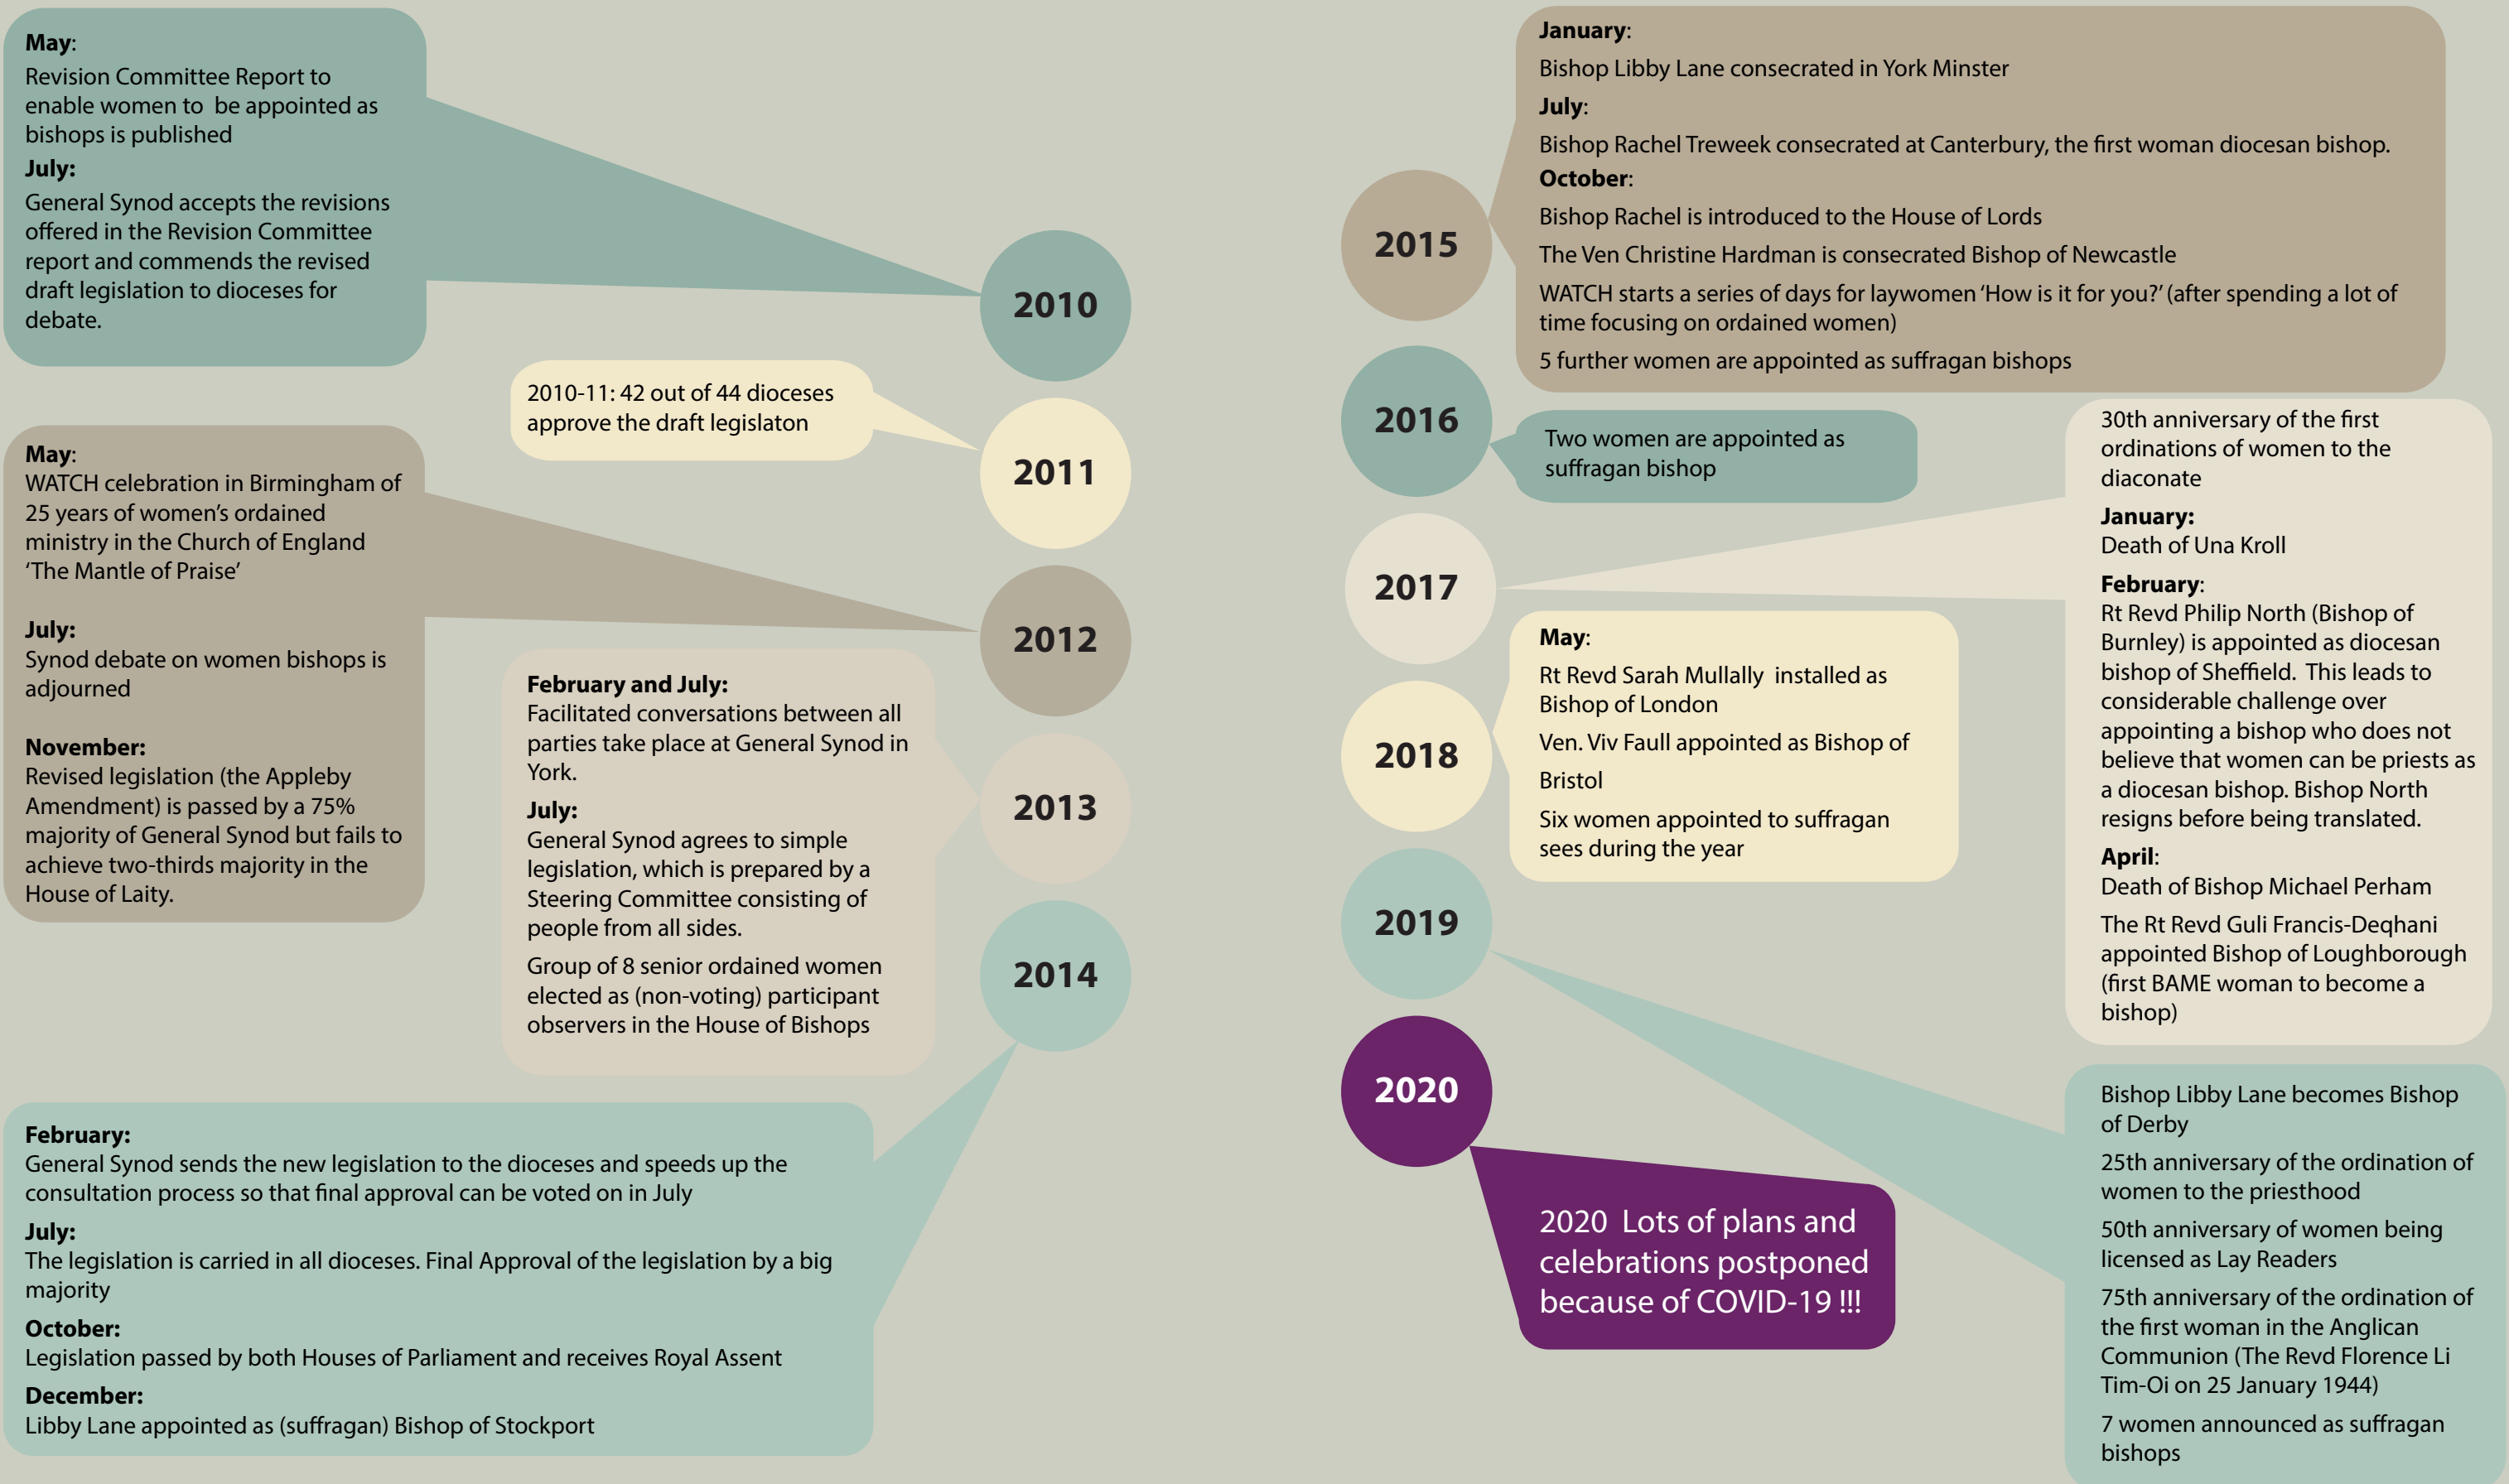 May:
Revision Committee Report to
enable women to be appointed as
bishops is published
July:
General Synod accepts the revisions
offered in the Revision Committee
report and commends the revised
draft legislation to dioceses for
debate.
2010
2010-11: 42 out of 44 dioceses
approve the draft legislaton
2011
May:
WATCH celebration in Birmingham of
25 years of women’s ordained
ministry in the Church of England
‘The Mantle of Praise’
July:
Synod debate on women bishops is
adjourned
November:
Revised legislation (the Appleby
Amendment) is passed by a 75%
majority of General Synod but fails to
achieve two-thirds majority in the
House of Laity.
2012
February and July:
Facilitated conversations between all
parties take place at General Synod in
York.
July:
General Synod agrees to simple
legislation, which is prepared by a
Steering Committee consisting of
people from all sides.
Group of 8 senior ordained women
elected as (non-voting) participant
observers in the House of Bishops
2013
2014
February:
General Synod sends the new legislation to the dioceses and speeds up the
consultation process so that final approval can be voted on in July
July:
The legislation is carried in all dioceses. Final Approval of the legislation by a big
majority
October:
Legislation passed by both Houses of Parliament and receives Royal Assent
December:
Libby Lane appointed as (suffragan) Bishop of Stockport
January:
Bishop Libby Lane consecrated in York Minster
July:
Bishop Rachel Treweek consecrated at Canterbury, the first woman diocesan bishop.
October:
Bishop Rachel is introduced to the House of Lords
The Ven Christine Hardman is consecrated Bishop of Newcastle
WATCH starts a series of days for laywomen ‘How is it for you?’ (after spending a lot of
time focusing on ordained women)
5 further women are appointed as suffragan bishops
2015
2016
Two women are appointed as
suffragan bishop
2017
30th anniversary of the first
ordinations of women to the
diaconate
January:
Death of Una Kroll
February:
Rt Revd Philip North (Bishop of
Burnley) is appointed as diocesan
bishop of Sheffield. This leads to
considerable challenge over
appointing a bishop who does not
believe that women can be priests as
a diocesan bishop. Bishop North
resigns before being translated.
April:
Death of Bishop Michael Perham
The Rt Revd Guli Francis-Deqhani
appointed Bishop of Loughborough
(first BAME woman to become a
bishop)
2018
May:
Rt Revd Sarah Mullally installed as
Bishop of London
Ven. Viv Faull appointed as Bishop of
Bristol
Six women appointed to suffragan
sees during the year
2019
Bishop Libby Lane becomes Bishop
of Derby
25th anniversary of the ordination of
women to the priesthood
50th anniversary of women being
licensed as Lay Readers
75th anniversary of the ordination of
the first woman in the Anglican
Communion (The Revd Florence Li
Tim-Oi on 25 January 1944)
7 women announced as suffragan
bishops
2020
2020 Lots of plans and
celebrations postponed
because of COVID-19 !!!